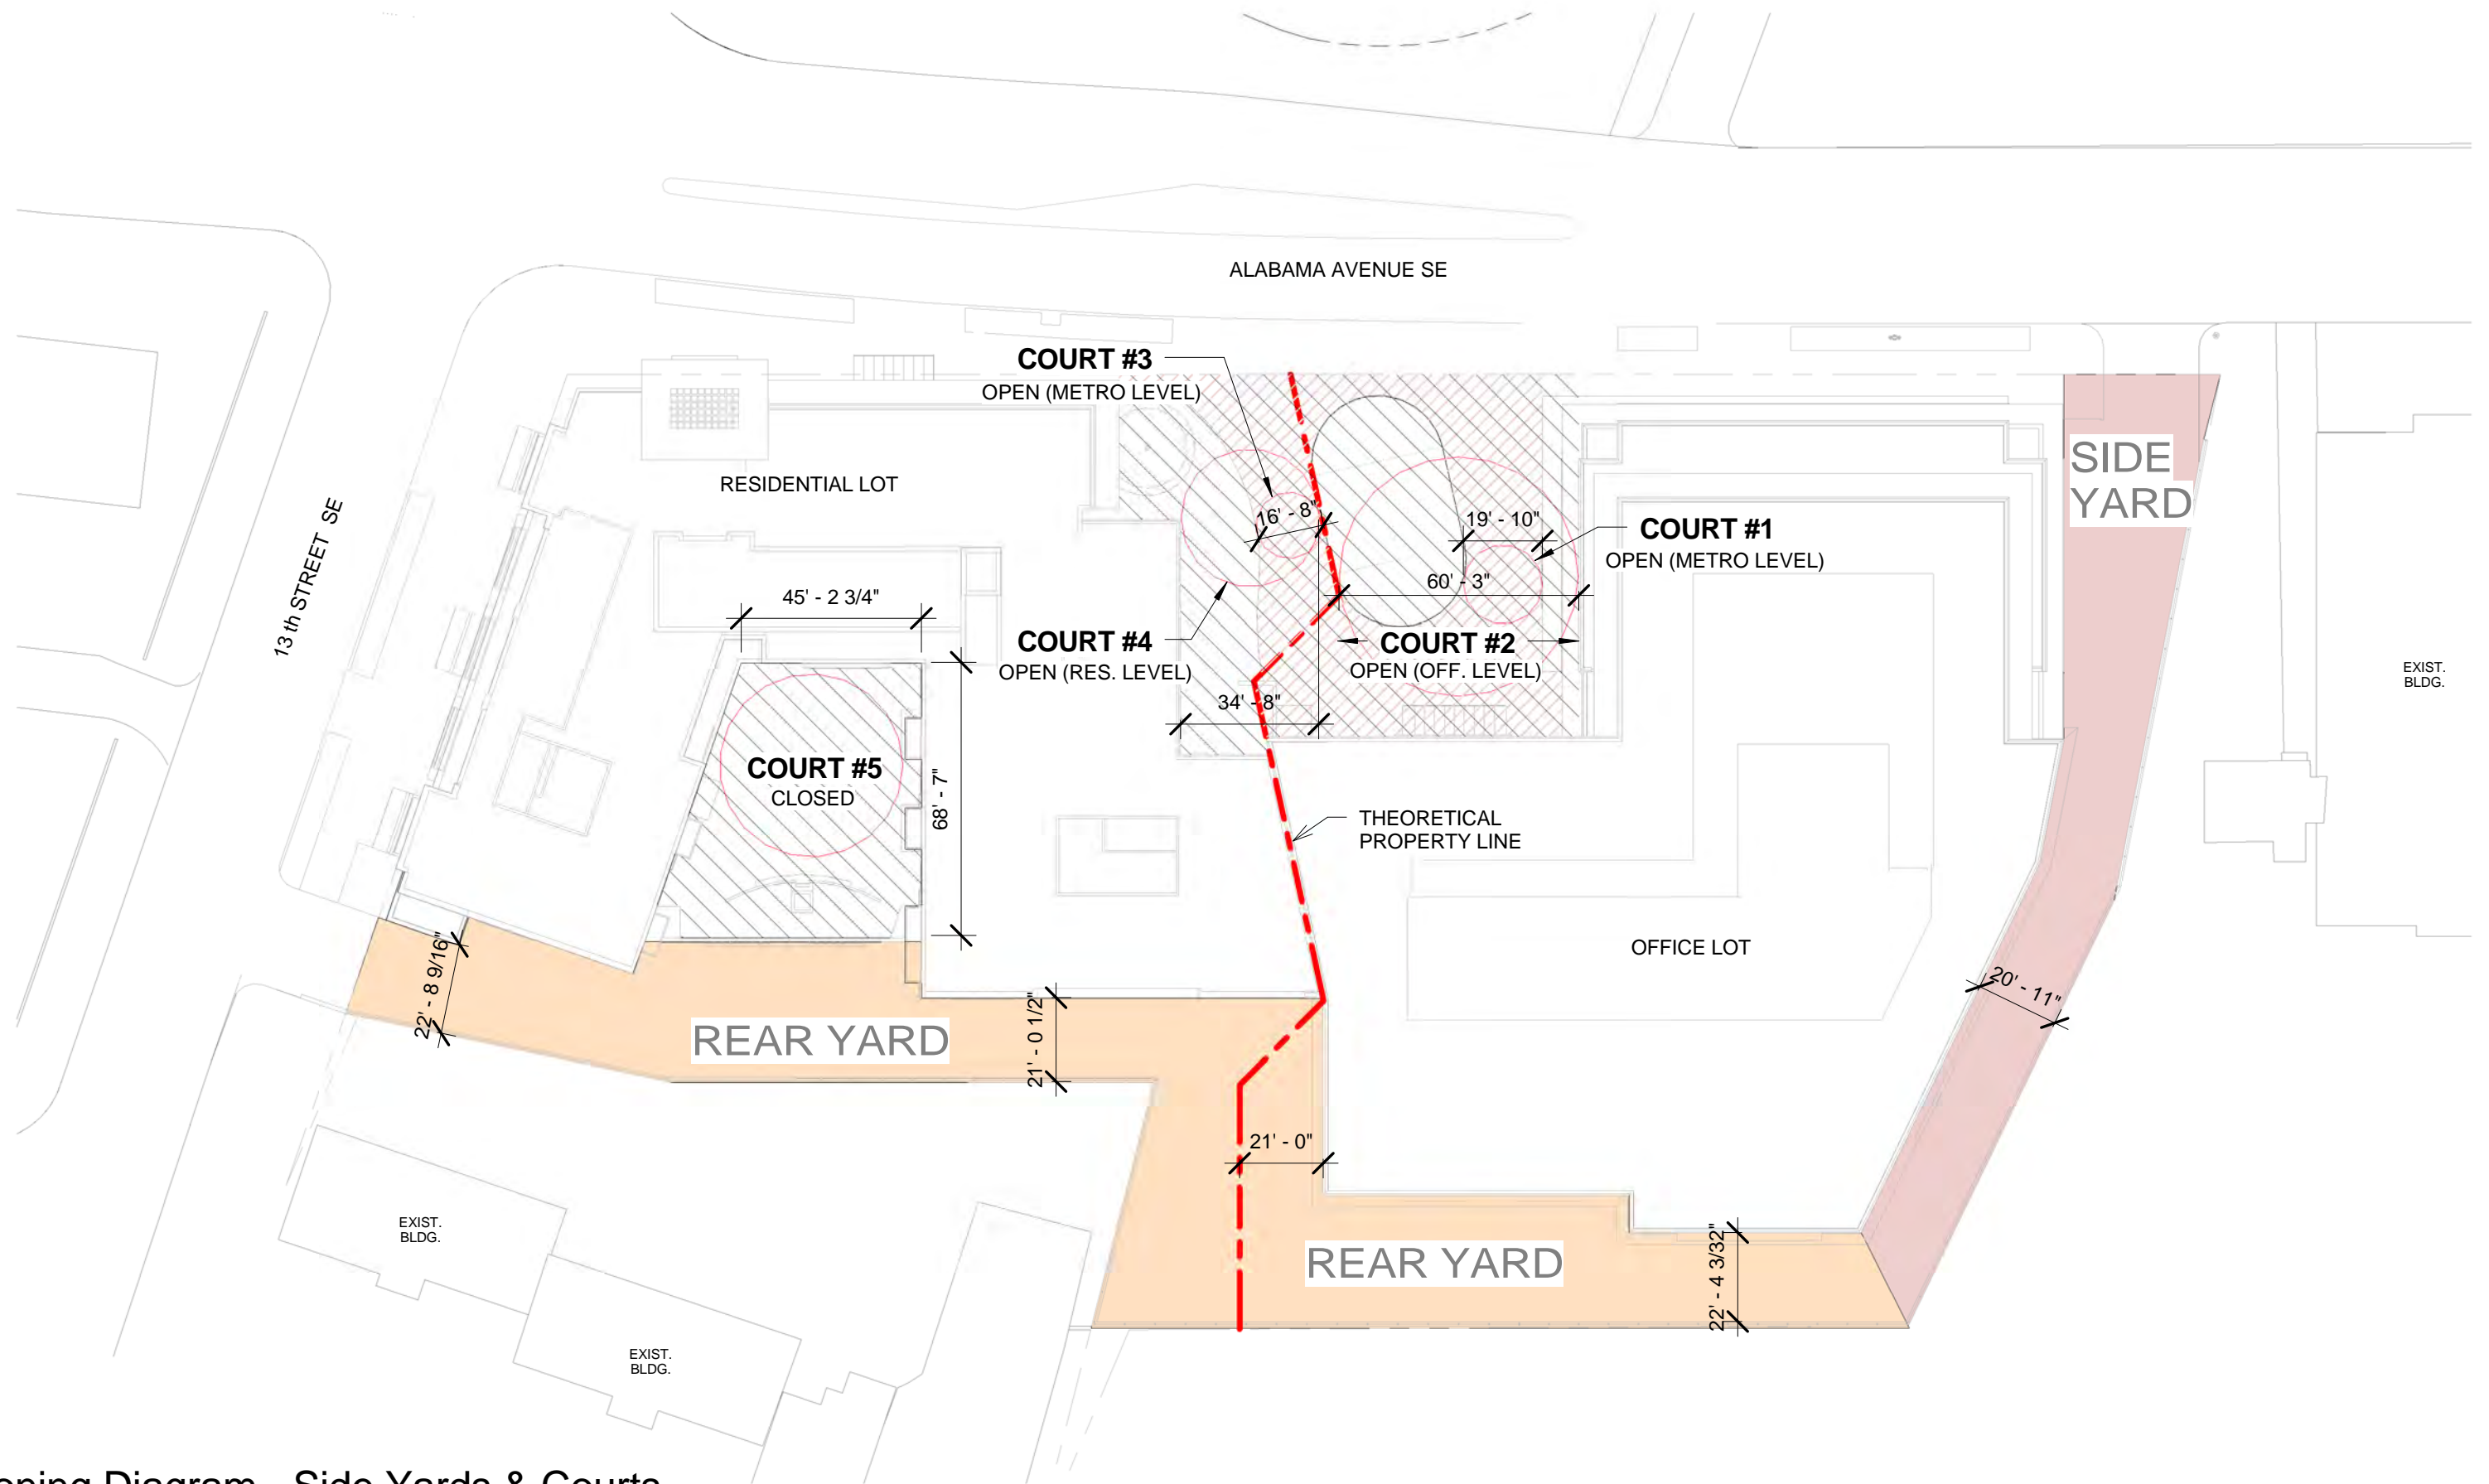 ALABAMA AVENUE SE
COURT #3
OPEN (METRO LEVEL)
SIDE
YARD
RESIDENTIAL LOT
13 th STREET SE
16' - 8"
19' - 10"
COURT #1
OPEN (METRO LEVEL)
60' - 3"
45' - 2 3/4"
COURT #4
OPEN (RES. LEVEL)
COURT #2
OPEN (OFF. LEVEL)
EXIST.
BLDG.
34' - 8"
COURT #5
CLOSED
68' - 7"
THEORETICAL
PROPERTY LINE
OFFICE LOT
22' - 8 9/16"
20' - 11"
REAR YARD
21' - 0 1/2"
21' - 0"
EXIST.
BLDG.
REAR YARD
22' - 4 3/32"
EXIST.
BLDG.
Diagram - Side Yards & Courts